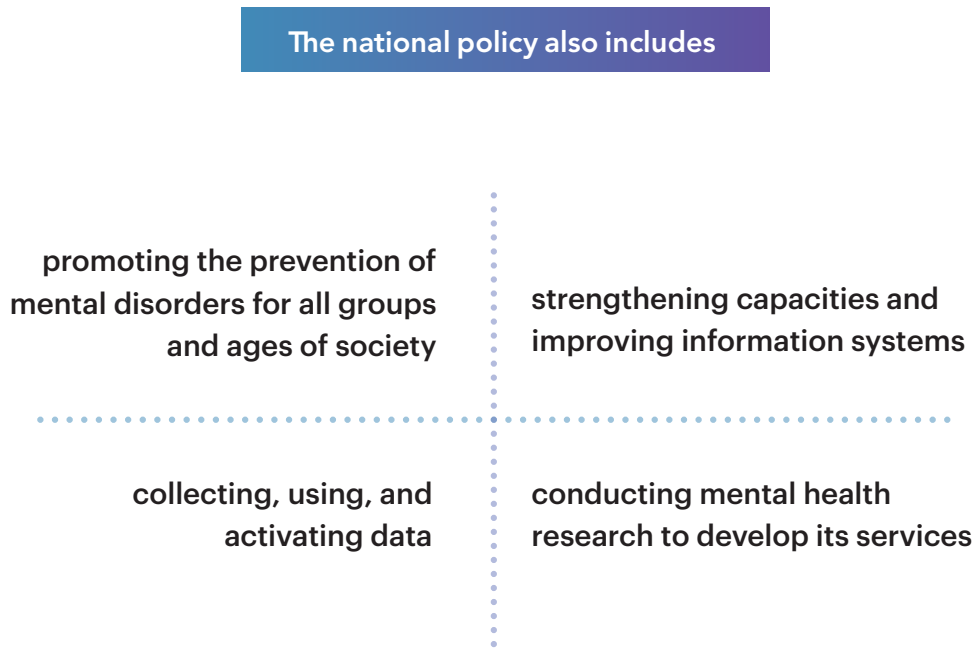 The national policy also includes
promoting the prevention of
mental disorders for all groups
and ages of society
strengthening capacities and
improving information systems
collecting, using, and
activating data
conducting mental health
research to develop its services